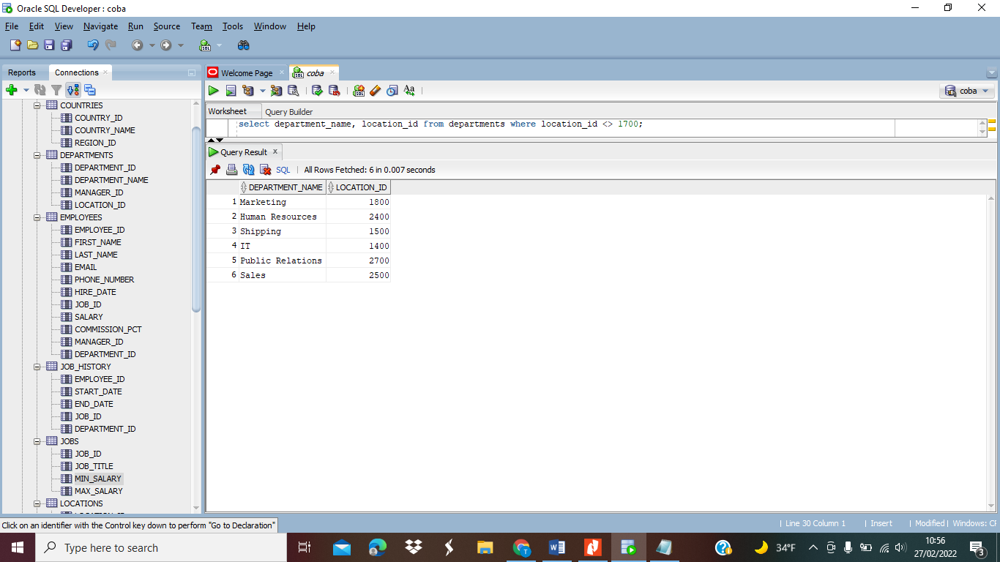 Oracle SQL Developer : coba
File Edit View Navigate Run Source Team Tools Window Help
SQL
Reports Connections ×
Welcome Page × SQL coba ×
COUNTRIES
COUNTRY_ID
COUNTRY_NAME
REGION_ID
DEPARTMENTS
DEPARTMENT_ID
DEPARTMENT_NAME
MANAGER_ID
LOCATION_ID
EMPLOYEES
EMPLOYEE_ID
FIRST_NAME
LAST_NAME
EMAIL
PHONE_NUMBER
HIRE_DATE
JOB_ID
SALARY
COMMISSION_PCT
MANAGER_ID
DEPARTMENT_ID
JOB_HISTORY
EMPLOYEE_ID
START_DATE
END_DATE
JOB_ID
DEPARTMENT_ID
JOBS
JOB_ID
JOB_TITLE
MIN_SALARY
MAX_SALARY
LOCATIONS
SQL Aa coba
Worksheet Query Builder
select department_name, location_id from departments where location_id <> 1700;
Query Result ×
SQL | All Rows Fetched: 6 in 0.007 seconds
DEPARTMENT_NAME LOCATION_ID
1 Marketing 1800
2 Human Resources 2400
3 Shipping 1500
4 IT 1400
5 Public Relations 2700
6 Sales 2500
Click on an identifier with the Control key down to perform "Go to Declaration"
| Line 30 Column 1 | Insert | Modified | Windows: CF
Type here to search
T W 34°F
10:56
27/02/2022
3